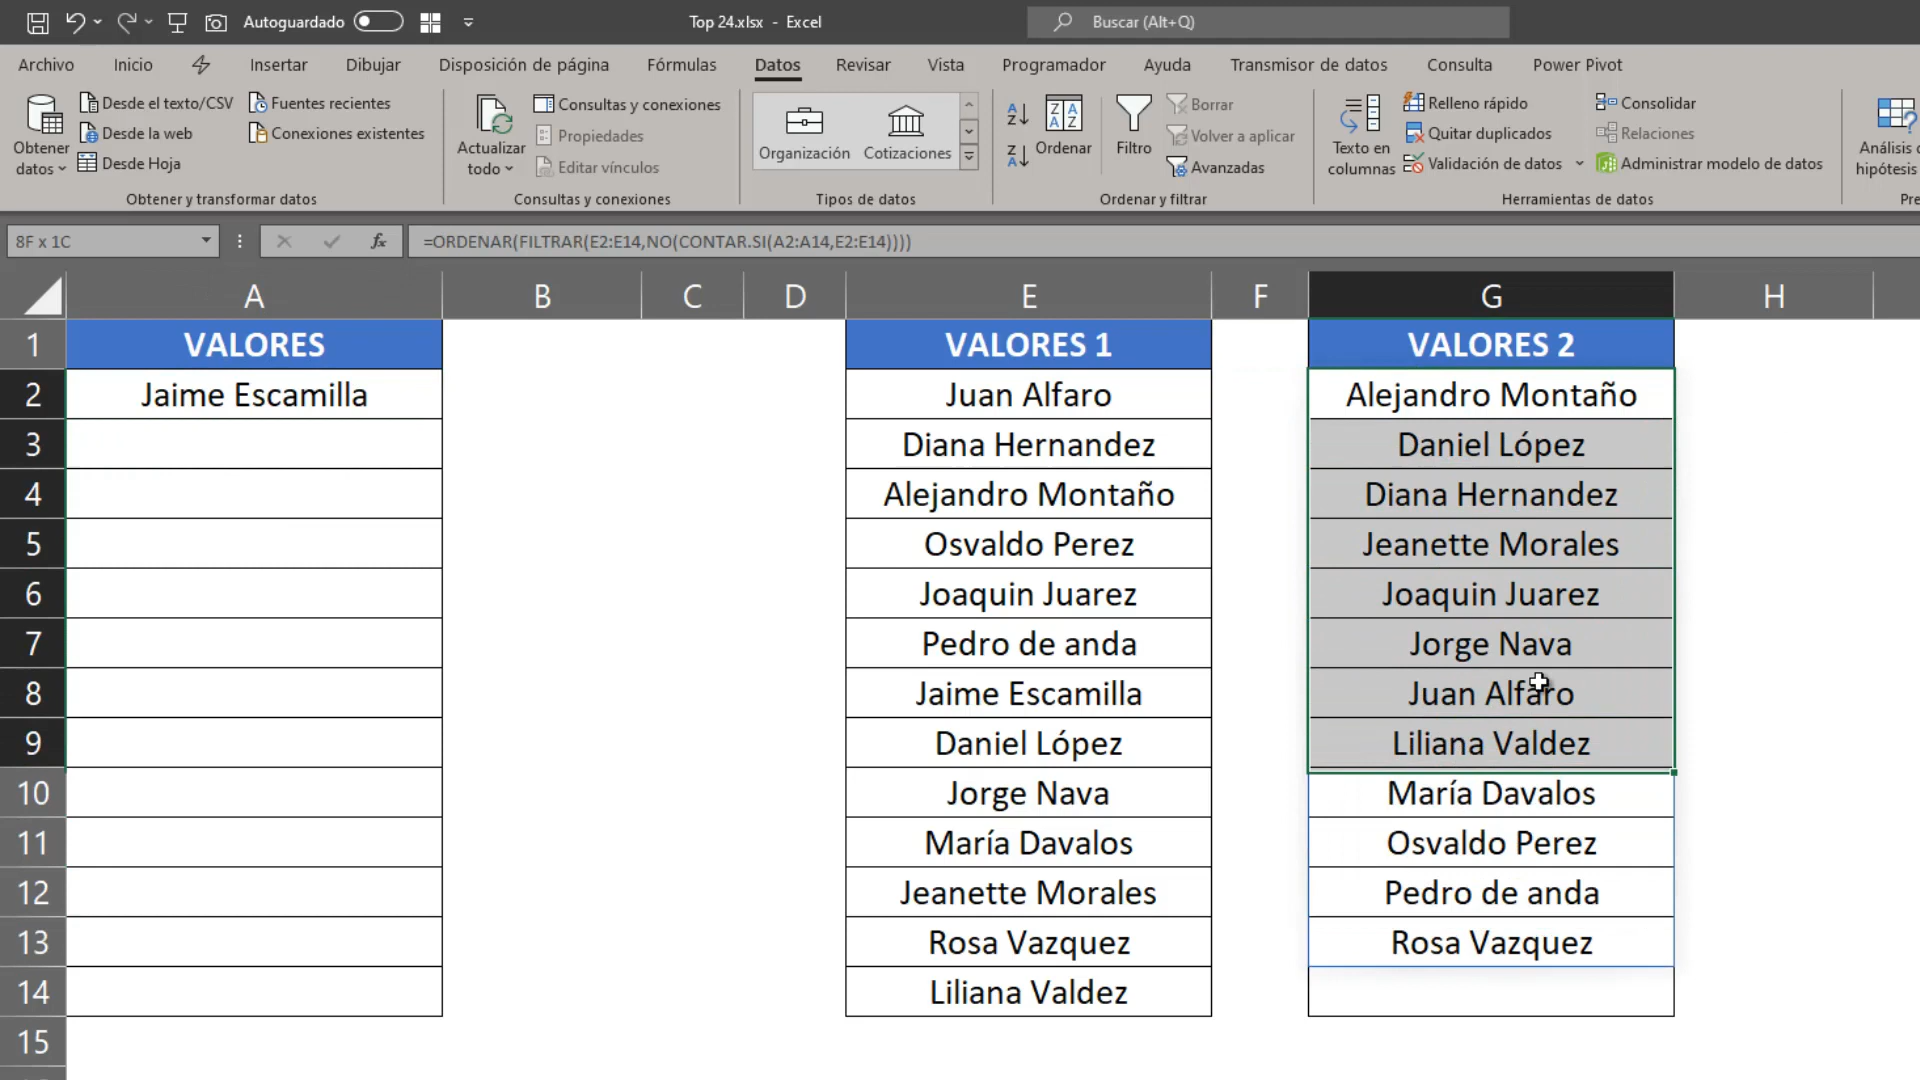 Autoguardado
Top 24.xlsx - Excel
Buscar (Alt+Q)
Archivo Inicio Insertar Dibujar Disposición de página Fórmulas Datos Revisar Vista Programador Ayuda Transmisor de datos Consulta Power Pivot
Obtener datos
Desde el texto/CSV
Desde la web
Desde Hoja
Fuentes recientes
Conexiones existentes
Obtener y transformar datos
Actualizar todo
Consultas y conexiones
Propiedades
Editar vínculos
Consultas y conexiones
Organización
Cotizaciones
Tipos de datos
Ordenar
Filtro
Borrar
Volver a aplicar
Avanzadas
Ordenar y filtrar
Texto en columnas
Relleno rápido
Quitar duplicados
Validación de datos
Consolidar
Relaciones
Administrar modelo de datos
Herramientas de datos
Análisis
hipótesis
8F x 1C
fx
=ORDENAR(FILTRAR(E2:E14,NO(CONTAR.SI(A2:A14,E2:E14))))
A B C D E F G H
1 VALORES VALORES 1 VALORES 2
2 Jaime Escamilla Juan Alfaro Alejandro Montaño
3 Diana Hernandez Daniel López
4 Alejandro Montaño Diana Hernandez
5 Osvaldo Perez Jeanette Morales
6 Joaquin Juarez Joaquin Juarez
7 Pedro de anda Jorge Nava
8 Jaime Escamilla Juan Alfaro
9 Daniel López Liliana Valdez
10 Jorge Nava María Davalos
11 María Davalos Osvaldo Perez
12 Jeanette Morales Pedro de anda
13 Rosa Vazquez Rosa Vazquez
14 Liliana Valdez
15